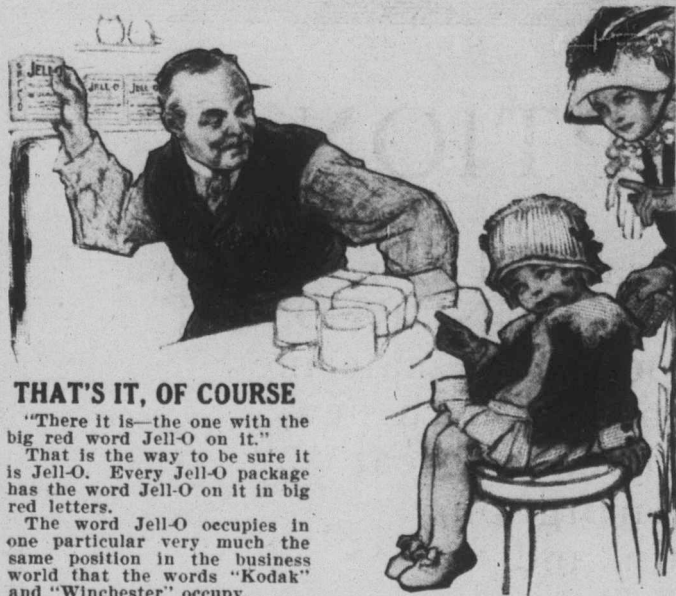 JELL-O
JELL-O JELL-O
THAT'S IT, OF COURSE
"There it is—the one with the
big red word Jell-O on it."
That is the way to be sure it
is Jell-O. Every Jell-O package
has the word Jell-O on it in big
red letters.
The word Jell-O occupies in
one particular very much the
same position in the business
world that the words "Kodak"
and "Winchester" occupy